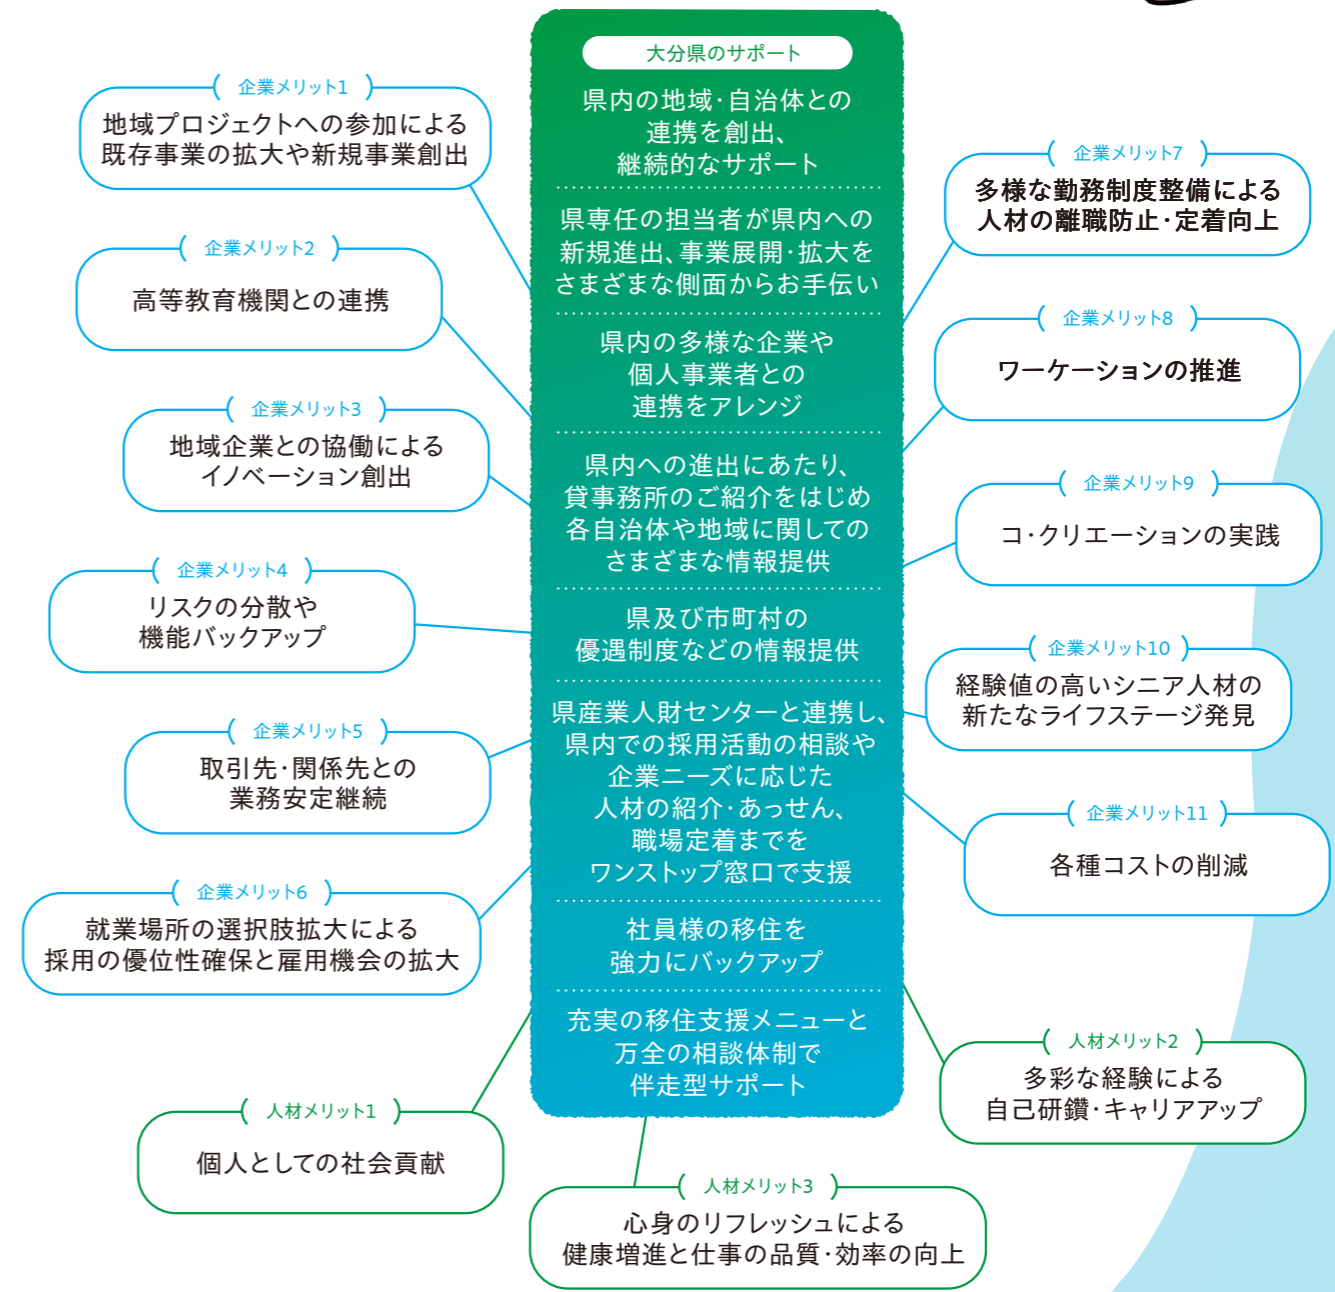 大分県のサポート
県内の地域・自治体との
連携を創出、
継続的なサポート
県専任の担当者が県内への
新規進出、事業展開・拡大を
さまざまな側面からお手伝い
県内の多様な企業や
個人事業者との
連携をアレンジ
県内への進出にあたり、
貸事務所のご紹介をはじめ
各自治体や地域に関しての
さまざまな情報提供
県及び市町村の
優遇制度などの情報提供
県産業人財センターと連携し、
県内での採用活動の相談や
企業ニーズに応じた
人材の紹介・あっせん、
職場定着までを
ワンストップ窓口で支援
社員様の移住を
強力にバックアップ
充実の移住支援メニューと
万全の相談体制で
伴走型サポート
企業メリット1
地域プロジェクトへの参加による
既存事業の拡大や新規事業創出
企業メリット2
高等教育機関との連携
企業メリット3
地域企業との協働による
イノベーション創出
企業メリット4
リスクの分散や
機能バックアップ
企業メリット5
取引先・関係先との
業務安定継続
企業メリット6
就業場所の選択肢拡大による
採用の優位性確保と雇用機会の拡大
企業メリット7
多様な勤務制度整備による
人材の離職防止・定着向上
企業メリット8
ワーケーションの推進
企業メリット9
コ・クリエーションの実践
企業メリット10
経験値の高いシニア人材の
新たなライフステージ発見
企業メリット11
各種コストの削減
人材メリット1
個人としての社会貢献
人材メリット2
多彩な経験による
自己研鑽・キャリアアップ
人材メリット3
心身のリフレッシュによる
健康増進と仕事の品質・効率の向上